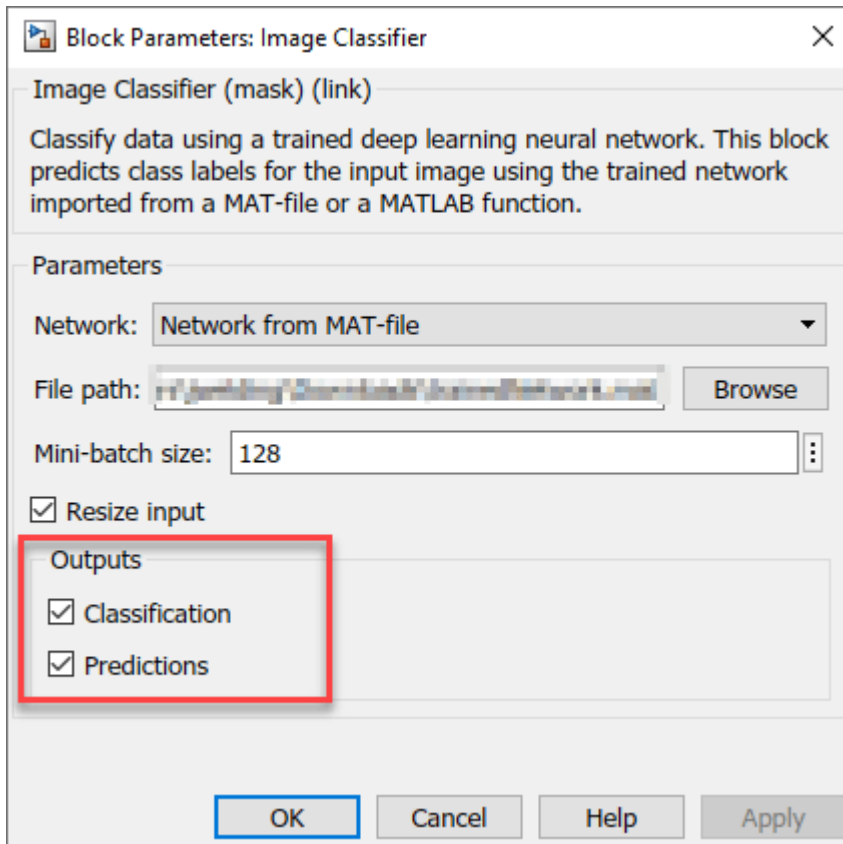 Block Parameters: Image Classifier
Image Classifier (mask) (link)
Classify data using a trained deep learning neural network. This block
predicts class labels for the input image using the trained network
imported from a MAT-file or a MATLAB function.
Parameters
Network: Network from MAT-file
File path: Browse
Mini-batch size: 128
Resize input
Outputs
Classification
Predictions
OK Cancel Help Apply